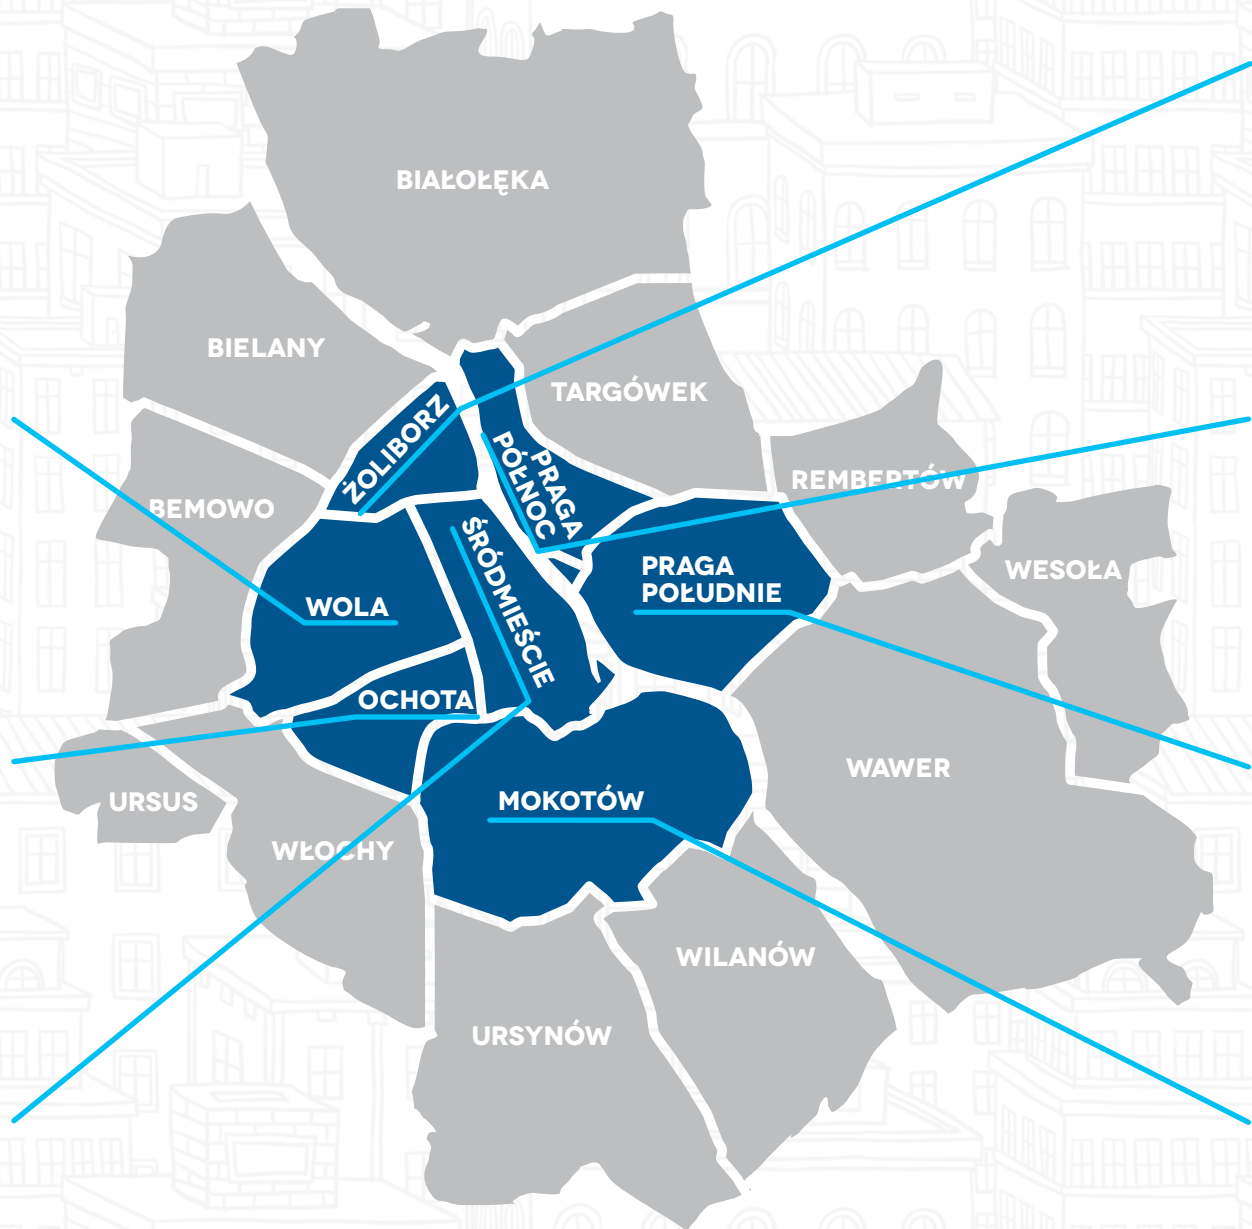 BIAŁOŁĘKA
BIELANY
TARGÓWEK
ŻOLIBORZ
PRAGA
PÓŁNOC
REMBERTÓW
BEMOWO
WESOŁA
PRAGA
POŁUDNIE
WOLA
ŚRÓDMIEŚCIE
OCHOTA
WAWER
MOKOTÓW
URSUS
WŁOCHY
WILANÓW
URSYNÓW